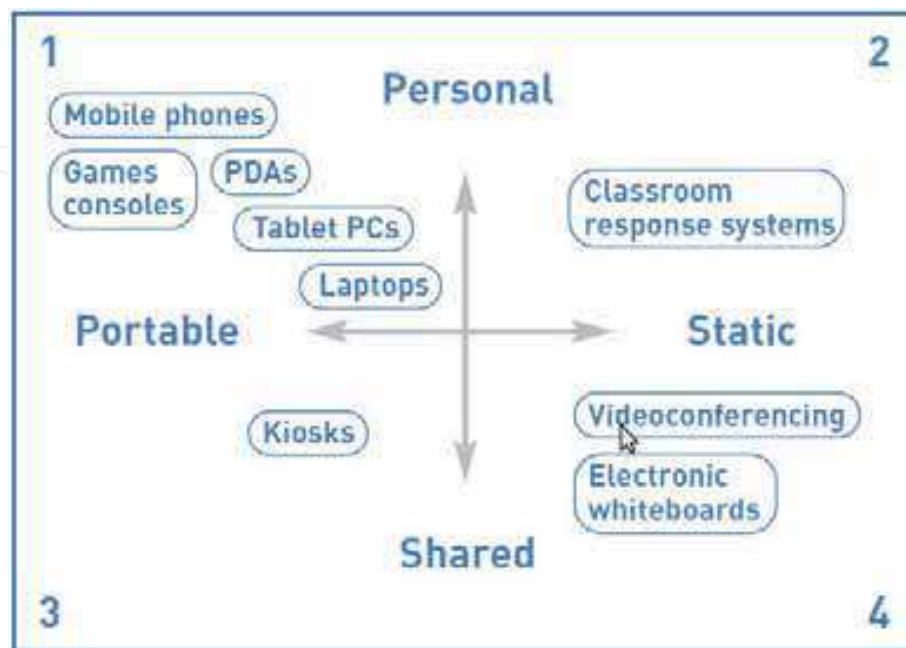 1
2
Personal
Mobile phones
Games
consoles
PDAs
Classroom
response systems
Tablet PCs
Laptops
Portable
Static
Kiosks
Videoconferencing
Electronic
whiteboards
Shared
3
4